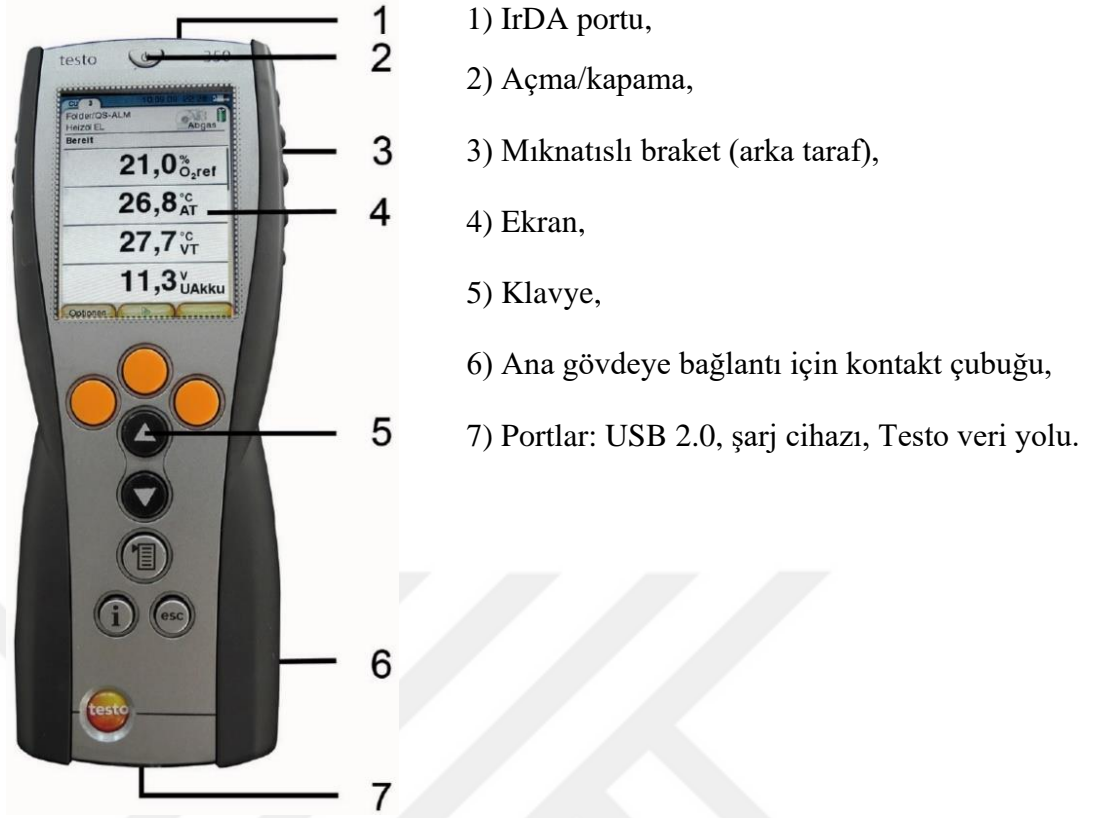 1
2
3
4
5
6
7
testo
350
CU 3
Folder/QS-ALM
Heizöl EL
Abgas
Bereit
21,0 % O₂ref
26,8 °C AT
27,7 °C VT
11,3 V UAkku
Optionen
i
esc
testo
1) IrDA portu,
2) Açma/kapama,
3) Mıknatıslı braket (arka taraf),
4) Ekran,
5) Klavye,
6) Ana gövdeye bağlantı için kontakt çubuğu,
7) Portlar: USB 2.0, şarj cihazı, Testo veri yolu.